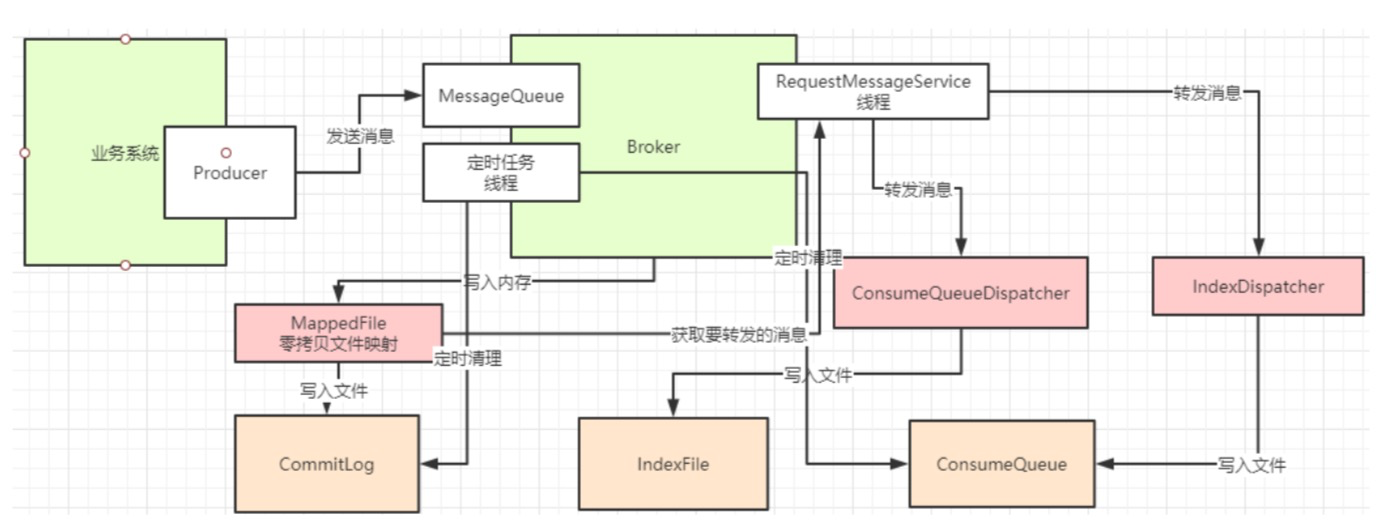 MessageQueue
RequestMessageService
线程
转发消息
发送消息
业务系统
Producer
定时任务
线程
Broker
转发消息
定时清理
写入内存
ConsumeQueueDispatcher
IndexDispatcher
MappedFile
零拷贝文件映射
获取要转发的消息
定时清理
写入文件
写入文件
CommitLog
IndexFile
ConsumeQueue
写入文件